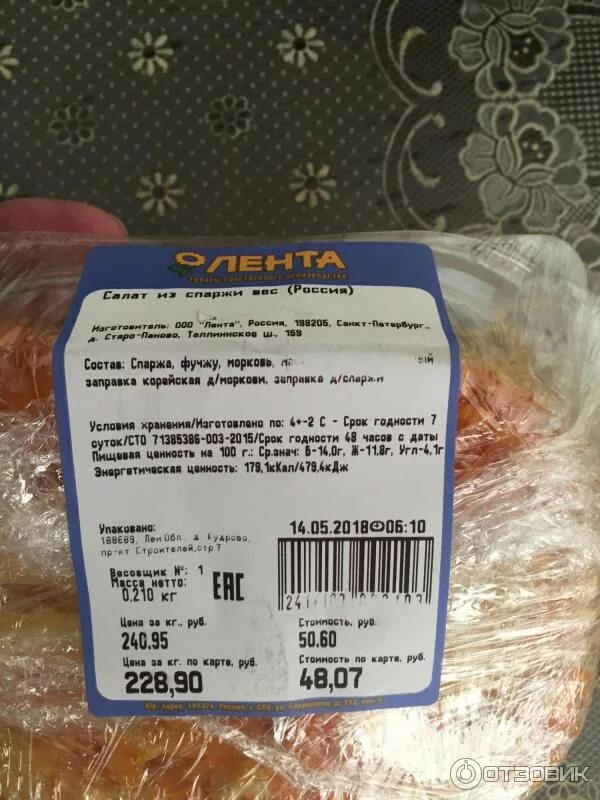 ЛЕНТА
ТОВАРЫ СОБСТВЕННОГО ПРОИЗВОДСТВА
Салат из спаржи вес (Россия)
Изготовитель: ООО "Лента", Россия, 198205, Санкт-Петербург,
д. Старо-Паново, Таллиннское ш., 159
Состав: Спаржа, фучжу, морковь,
заправка корейская д/моркови, заправка д/спаржи
Условия хранения/Изготовлено по: 4+-2 С - Срок годности 7
суток/СТО 71385386-003-2015/Срок годности 48 часов с даты
Пищевая ценность на 100 г.: Ср.знач: Б-14,0г, Ж-11,8г, Угл-4,1г
Энергетическая ценность: 179,1кКал/479,4кДж
Упаковано:
188689, Лен.Обл., д. Кудрово,
пр-кт Строителей,стр.7
14.05.2018 06:10
Весовщик №: 1
Масса нетто:
0.210 кг
EAC
Цена за кг., руб.
240.95
Стоимость, руб.
50.60
Цена за кг. по карте, руб.
228,90
Стоимость по карте, руб.
48,07
ОТЗОВИК